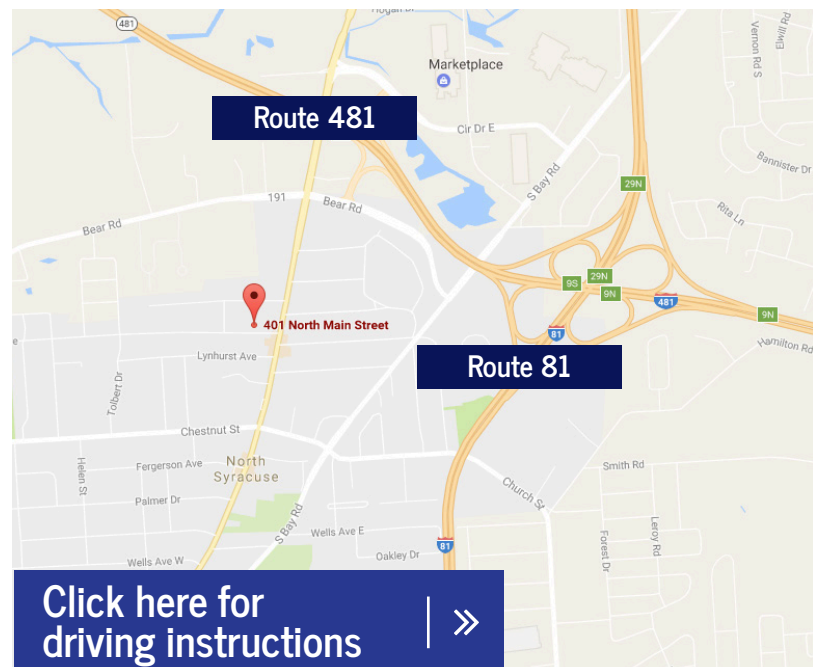 Hogan Dr
481
Elwill Rd
Vernon Rd S
Marketplace
Route 481
Cir Dr E
S Bay Rd
Bannister Dr
29N
191
Bear Rd
Bear Rd
Rita Ln
29N
9S
9N
481
9N
401 North Main Street
81
Hamilton Rd
Lynhurst Ave
Route 81
Tolbert Dr
Chestnut St
Helen St
Fergerson Ave
North
Syracuse
Smith Rd
Palmer Dr
Church St
S Bay Rd
Wells Ave E
Forest Dr
Leroy Rd
81
Oakley Dr
Wells Ave W
Click here for
driving instructions